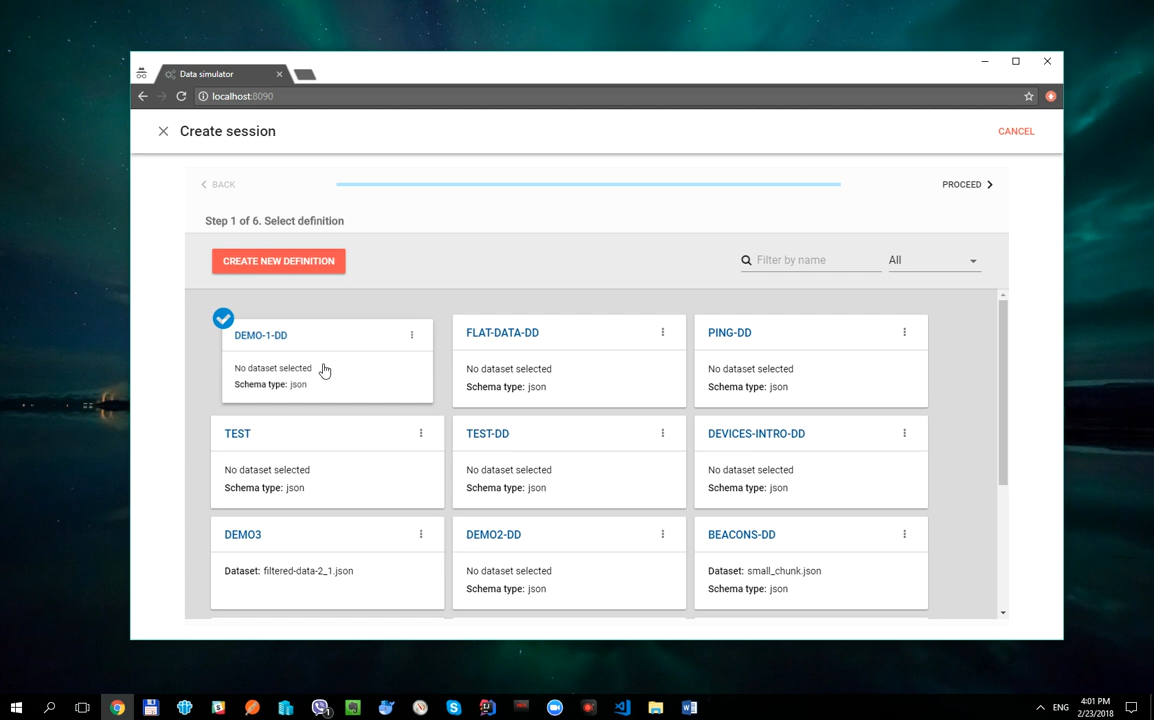 Data simulator
localhost:8090
Create session
CANCEL
BACK
PROCEED
Step 1 of 6. Select definition
CREATE NEW DEFINITION
Filter by name
All
DEMO-1-DD
No dataset selected
Schema type: json
FLAT-DATA-DD
No dataset selected
Schema type: json
PING-DD
No dataset selected
Schema type: json
TEST
No dataset selected
Schema type: json
TEST-DD
No dataset selected
Schema type: json
DEVICES-INTRO-DD
No dataset selected
Schema type: json
DEMO3
Dataset: filtered-data-2_1.json
DEMO2-DD
No dataset selected
Schema type: json
BEACONS-DD
Dataset: small_chunk.json
Schema type: json
ENG
4:01 PM
2/23/2018